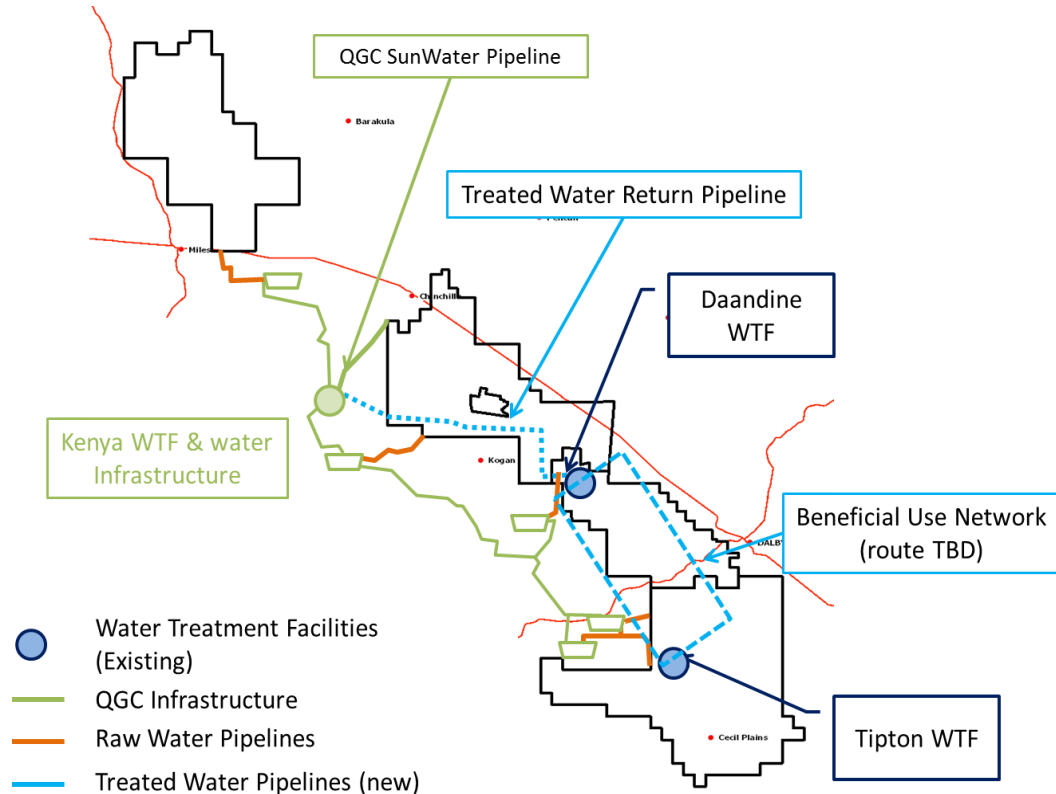 QGC SunWater Pipeline
Barakula
Treated Water Return Pipeline
Miles
Daandine
WTF
Kenya WTF & water
Infrastructure
Kogan
Beneficial Use Network
(route TBD)
Water Treatment Facilities
(Existing)
QGC Infrastructure
Raw Water Pipelines
Cecil Plains
Tipton WTF
Treated Water Pipelines (new)